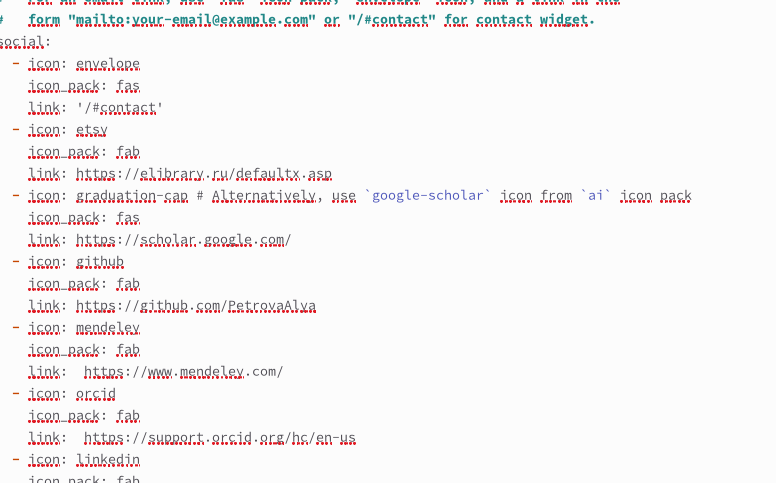 # form "mailto:your-email@example.com" or "/#contact" for contact widget.
social:
- icon: envelope
icon_pack: fas
link: '/#contact'
- icon: etsy
icon_pack: fab
link: https://elibrary.ru/defaultx.asp
- icon: graduation-cap # Alternatively, use `google-scholar` icon from `ai` icon pack
icon_pack: fas
link: https://scholar.google.com/
- icon: github
icon_pack: fab
link: https://github.com/PetrovaAlya
- icon: mendeley
icon_pack: fab
link:  https://www.mendeley.com/
- icon: orcid
icon_pack: fab
link:  https://support.orcid.org/hc/en-us
- icon: linkedin
icon_pack: fab